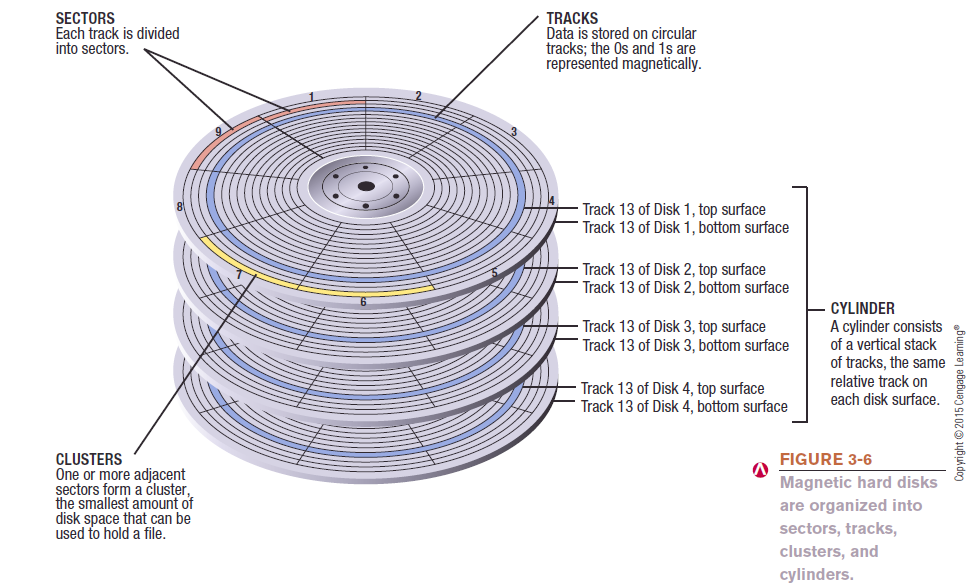 SECTORS
Each track is divided
into sectors.
TRACKS
Data is stored on circular
tracks; the 0s and 1s are
represented magnetically.
1
2
3
4
5
6
7
8
9
Track 13 of Disk 1, top surface
Track 13 of Disk 1, bottom surface
Track 13 of Disk 2, top surface
Track 13 of Disk 2, bottom surface
Track 13 of Disk 3, top surface
Track 13 of Disk 3, bottom surface
Track 13 of Disk 4, top surface
Track 13 of Disk 4, bottom surface
CYLINDER
A cylinder consists
of a vertical stack
of tracks, the same
relative track on
each disk surface.
CLUSTERS
One or more adjacent
sectors form a cluster,
the smallest amount of
disk space that can be
used to hold a file.
FIGURE 3-6
Magnetic hard disks
are organized into
sectors, tracks,
clusters, and
cylinders.
Copyright © 2015 Cengage Learning®